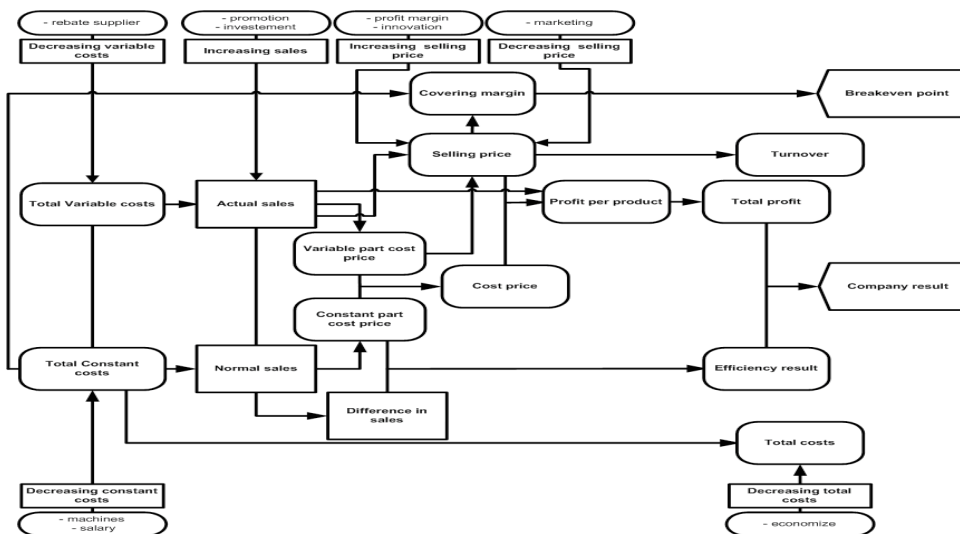 - rebate supplier
- promotion
- investement
- profit margin
- innovation
- marketing
Decreasing variable
costs
Increasing sales
Increasing selling
price
Decreasing selling
price
Covering margin
Breakeven point
Selling price
Turnover
Total Variable costs
Actual sales
Profit per product
Total profit
Variable part cost
price
Cost price
Company result
Constant part
cost price
Total Constant
costs
Normal sales
Efficiency result
Difference in
sales
Total costs
Decreasing constant
costs
Decreasing total
costs
- machines
- salary
- economize